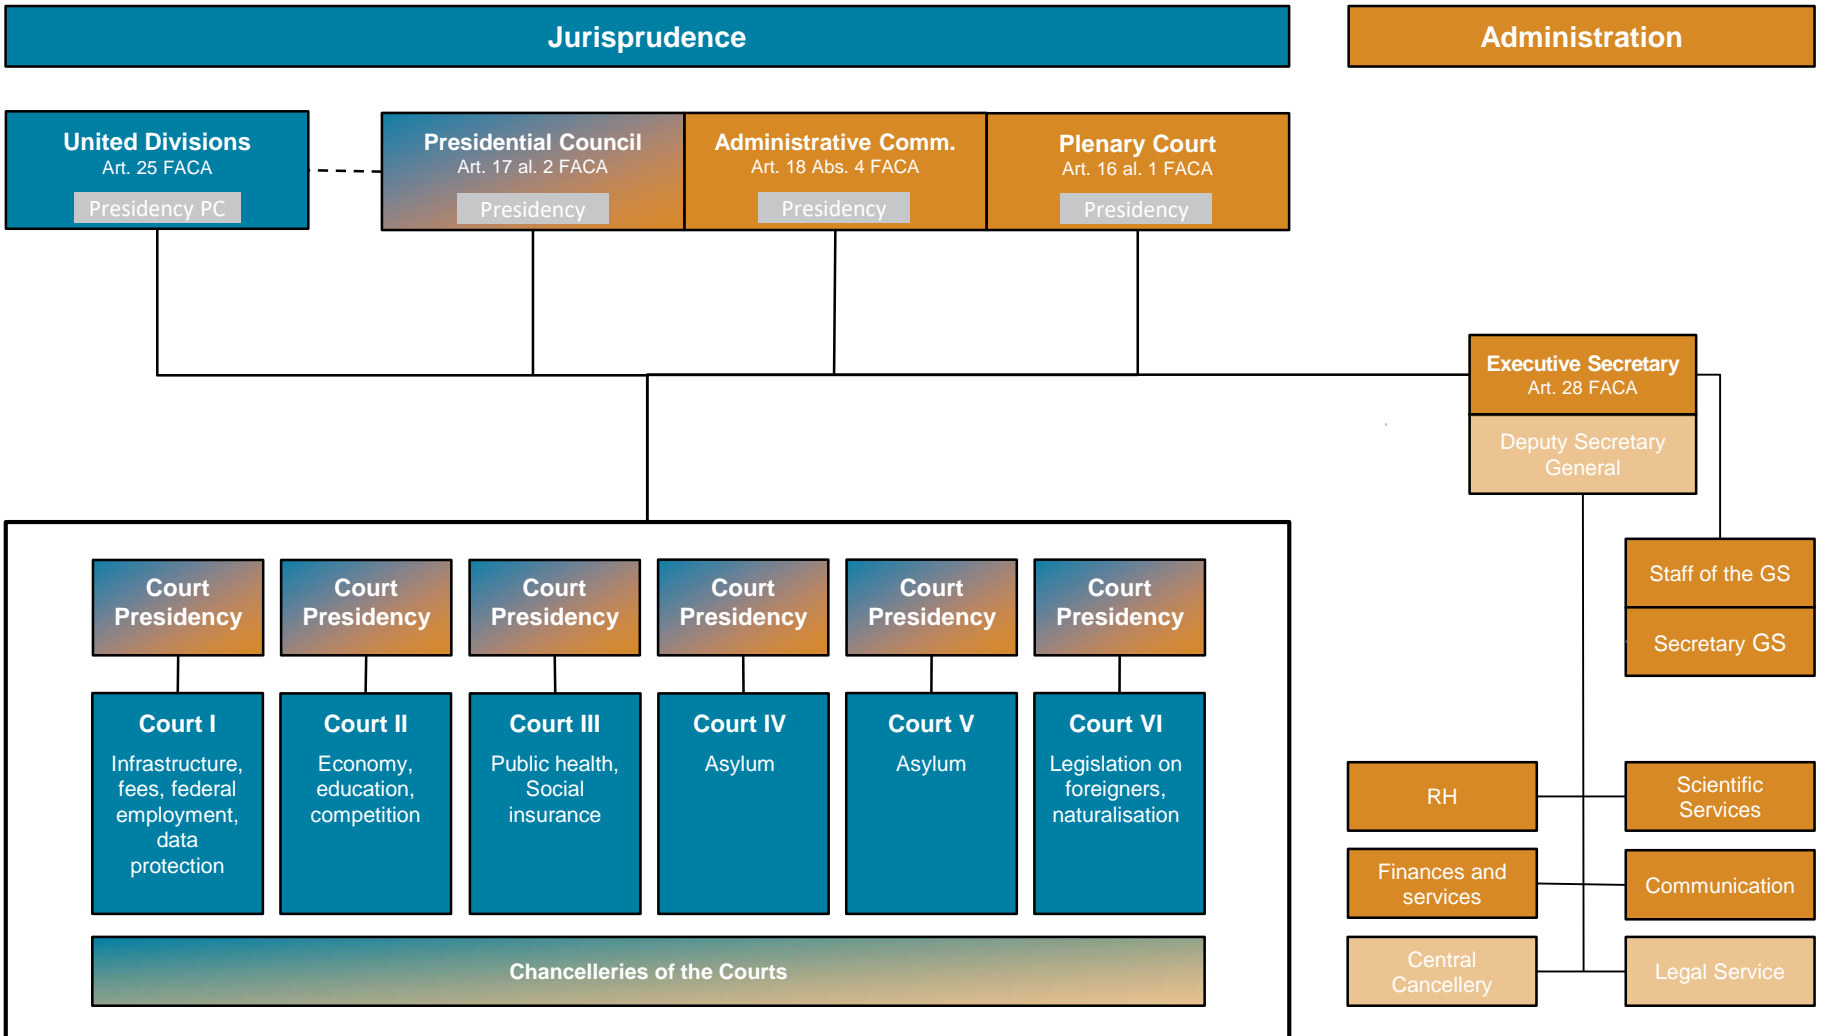 Jurisprudence
Administration
United Divisions
Art. 25 FACA
Presidency PC
Presidential Council
Art. 17 al. 2 FACA
Presidency
Administrative Comm.
Art. 18 Abs. 4 FACA
Presidency
Plenary Court
Art. 16 al. 1 FACA
Presidency
Executive Secretary
Art. 28 FACA
Deputy Secretary
General
Staff of the GS
Secretary GS
Court
Presidency
Court
Presidency
Court
Presidency
Court
Presidency
Court
Presidency
Court
Presidency
Court I
Infrastructure,
fees, federal
employment,
data
protection
Court II
Economy,
education,
competition
Court III
Public health,
Social
insurance
Court IV
Asylum
Court V
Asylum
Court VI
Legislation on
foreigners,
naturalisation
Chancelleries of the Courts
RH
Scientific
Services
Finances and
services
Communication
Central
Cancellery
Legal Service